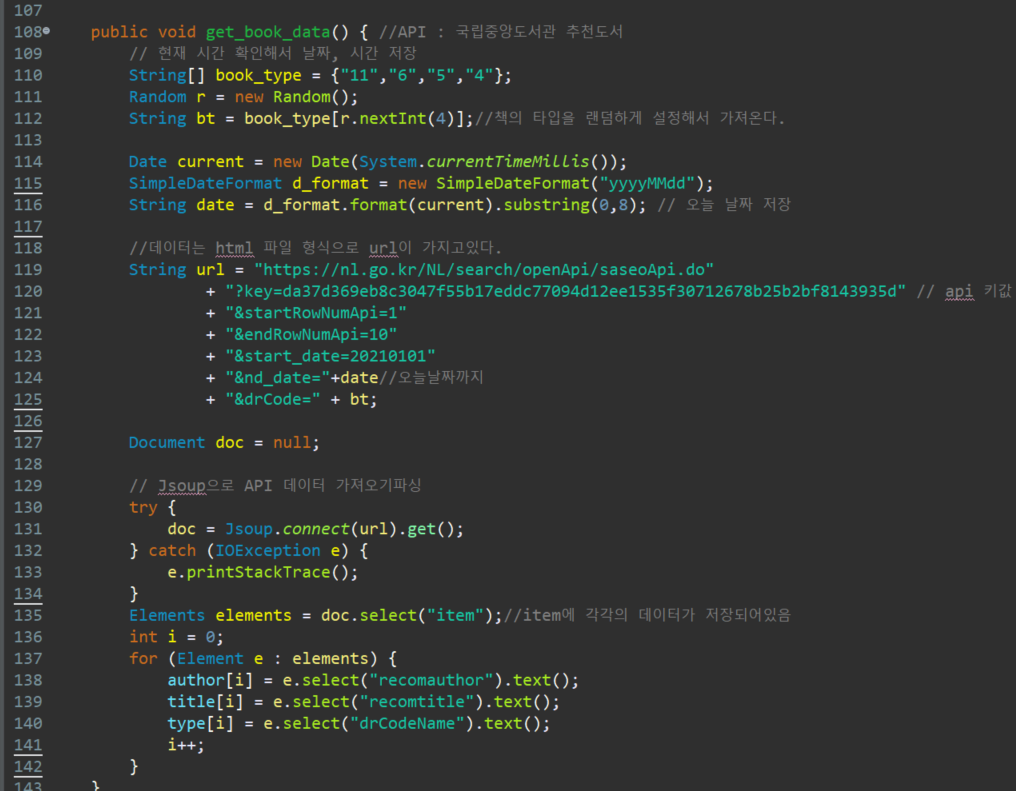 107
108 public void get_book_data() { //API : 국립중앙도서관 추천도서
109 // 현재 시간 확인해서 날짜, 시간 저장
110 String[] book_type = {"11","6","5","4"};
111 Random r = new Random();
112 String bt = book_type[r.nextInt(4)];//책의 타입을 랜덤하게 설정해서 가져온다.
113
114 Date current = new Date(System.currentTimeMillis());
115 SimpleDateFormat d_format = new SimpleDateFormat("yyyyMMdd");
116 String date = d_format.format(current).substring(0,8); // 오늘 날짜 저장
117
118 //데이터는 html 파일 형식으로 url이 가지고있다.
119 String url = "https://nl.go.kr/NL/search/openApi/saseoApi.do"
120 + "?key=da37d369eb8c3047f55b17eddc77094d12ee1535f30712678b25b2bf8143935d" // api 키값
121 + "&startRowNumApi=1"
122 + "&endRowNumApi=10"
123 + "&start_date=20210101"
124 + "&nd_date="+date//오늘날짜까지
125 + "&drCode=" + bt;
126
127 Document doc = null;
128
129 // Jsoup으로 API 데이터 가져오기파싱
130 try {
131 doc = Jsoup.connect(url).get();
132 } catch (IOException e) {
133 e.printStackTrace();
134 }
135 Elements elements = doc.select("item");//item에 각각의 데이터가 저장되어있음
136 int i = 0;
137 for (Element e : elements) {
138 author[i] = e.select("recomauthor").text();
139 title[i] = e.select("recomtitle").text();
140 type[i] = e.select("drCodeName").text();
141 i++;
142 }
143 }